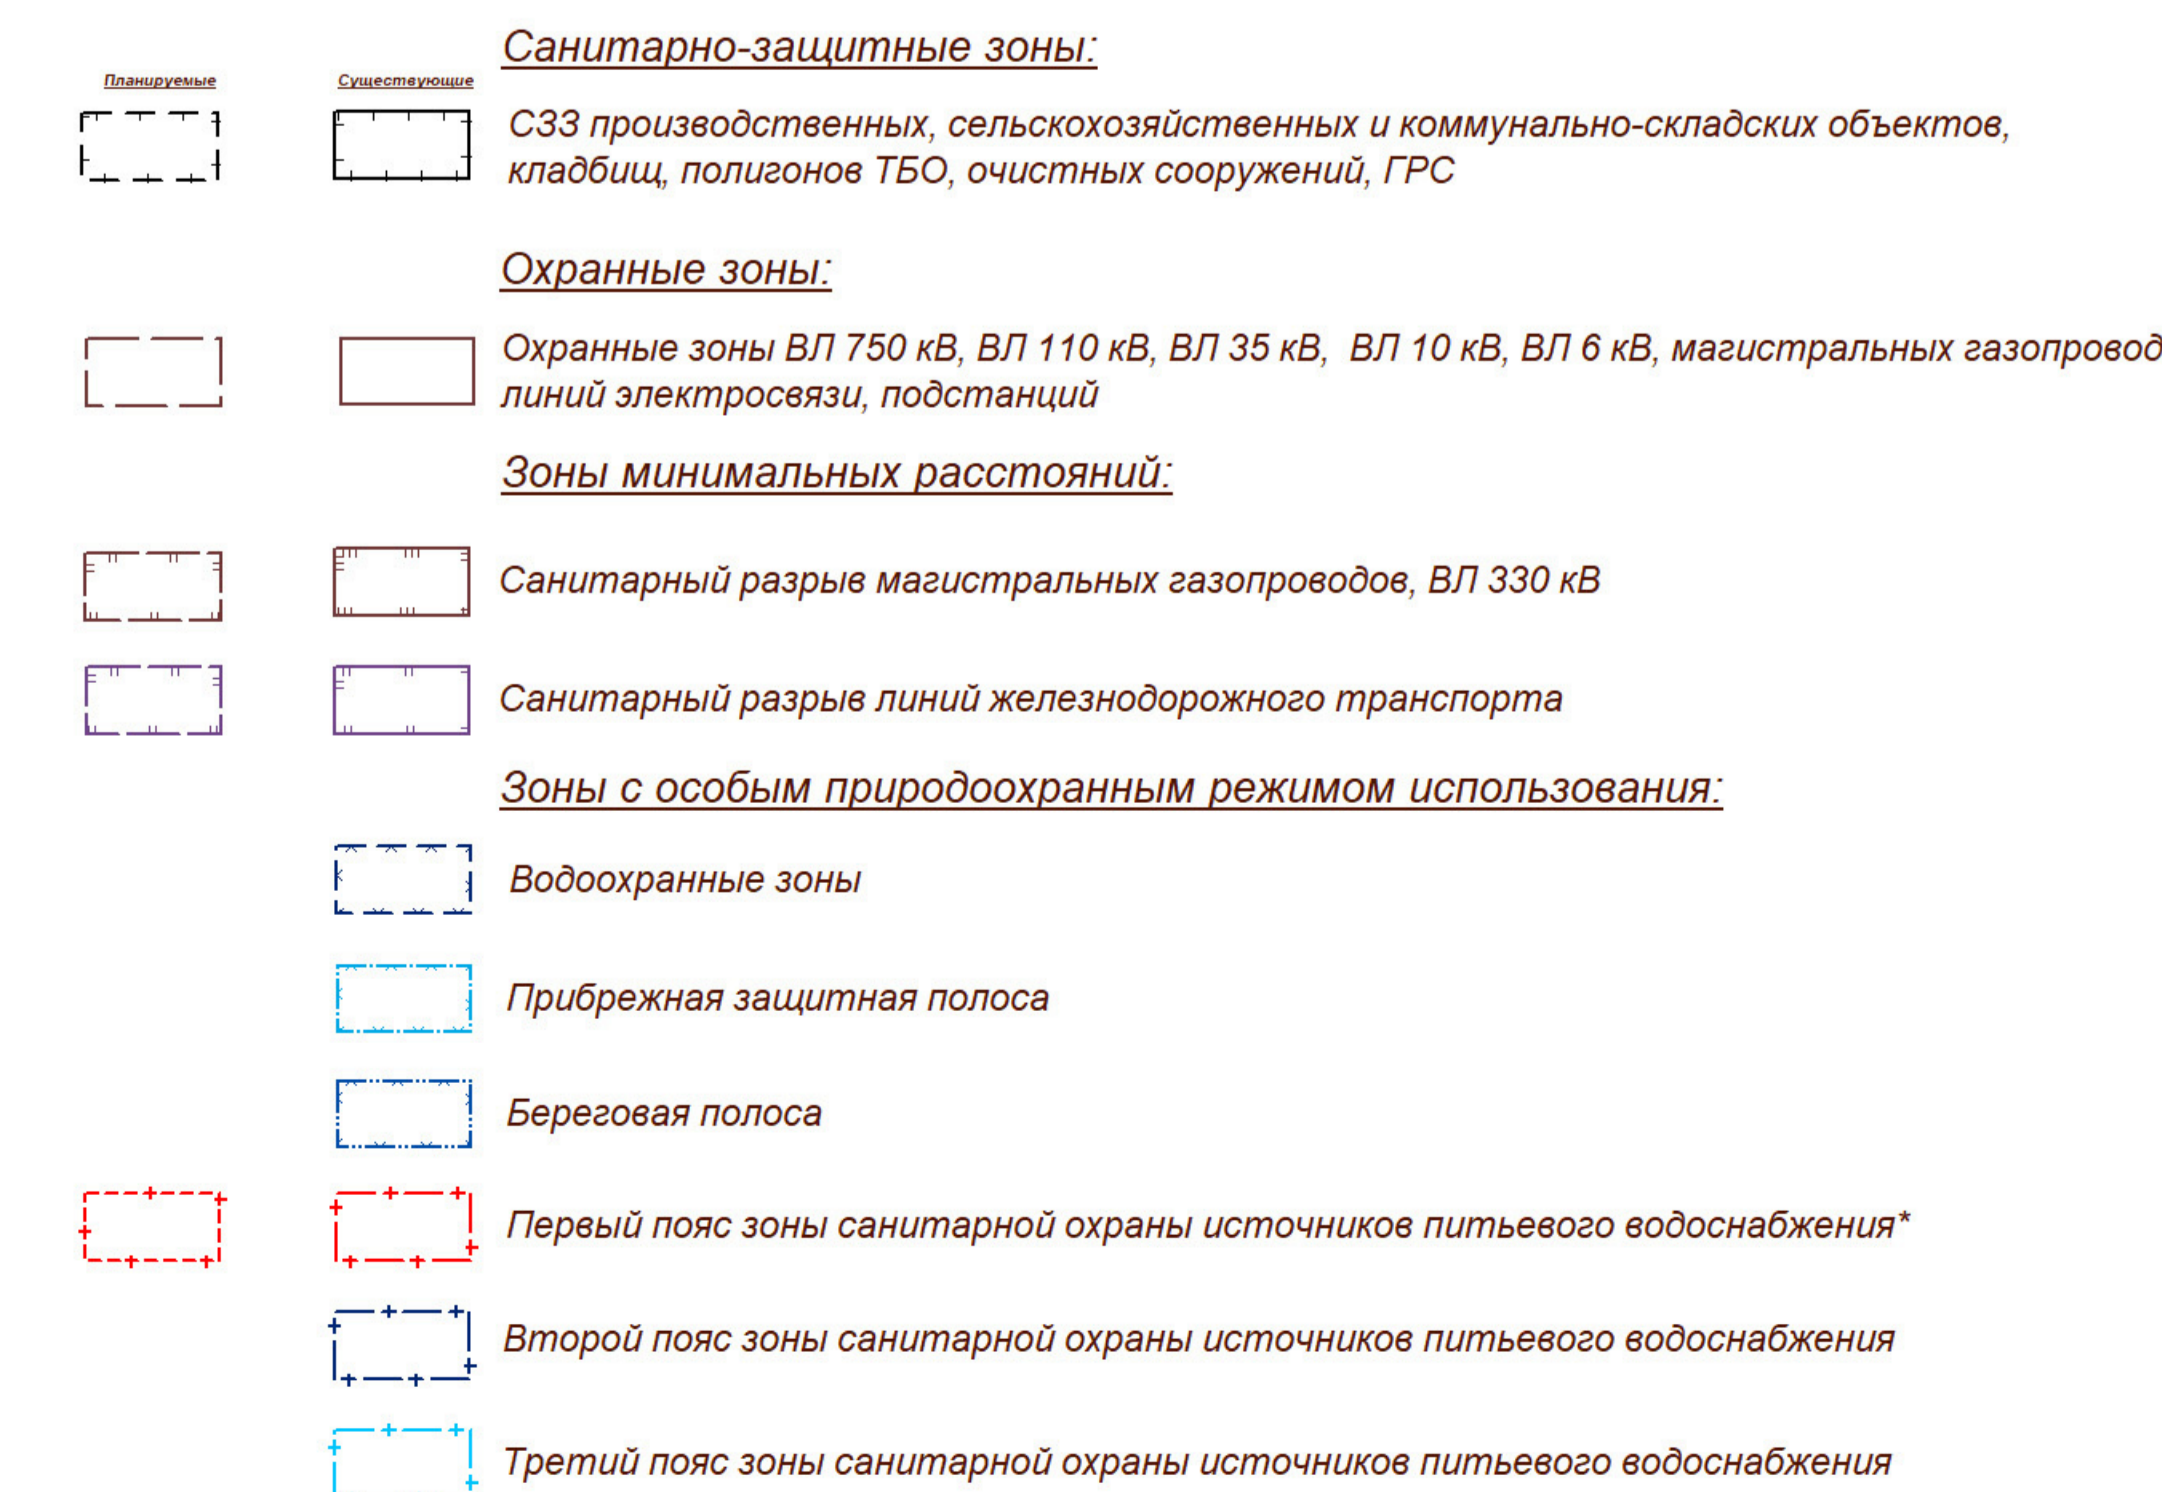 Санитарно-защитные зоны:
Планируемые
Существующие
СЗЗ производственных, сельскохозяйственных и коммунально-складских объектов,
кладбищ, полигонов ТБО, очистных сооружений, ГРС
Охранные зоны:
Охранные зоны ВЛ 750 кВ, ВЛ 110 кВ, ВЛ 35 кВ, ВЛ 10 кВ, ВЛ 6 кВ, магистральных газопровод
линий электросвязи, подстанций
Зоны минимальных расстояний:
Санитарный разрыв магистральных газопроводов, ВЛ 330 кВ
Санитарный разрыв линий железнодорожного транспорта
Зоны с особым природоохранным режимом использования:
Водоохранные зоны
Прибрежная защитная полоса
Береговая полоса
Первый пояс зоны санитарной охраны источников питьевого водоснабжения*
Второй пояс зоны санитарной охраны источников питьевого водоснабжения
Третий пояс зоны санитарной охраны источников питьевого водоснабжения